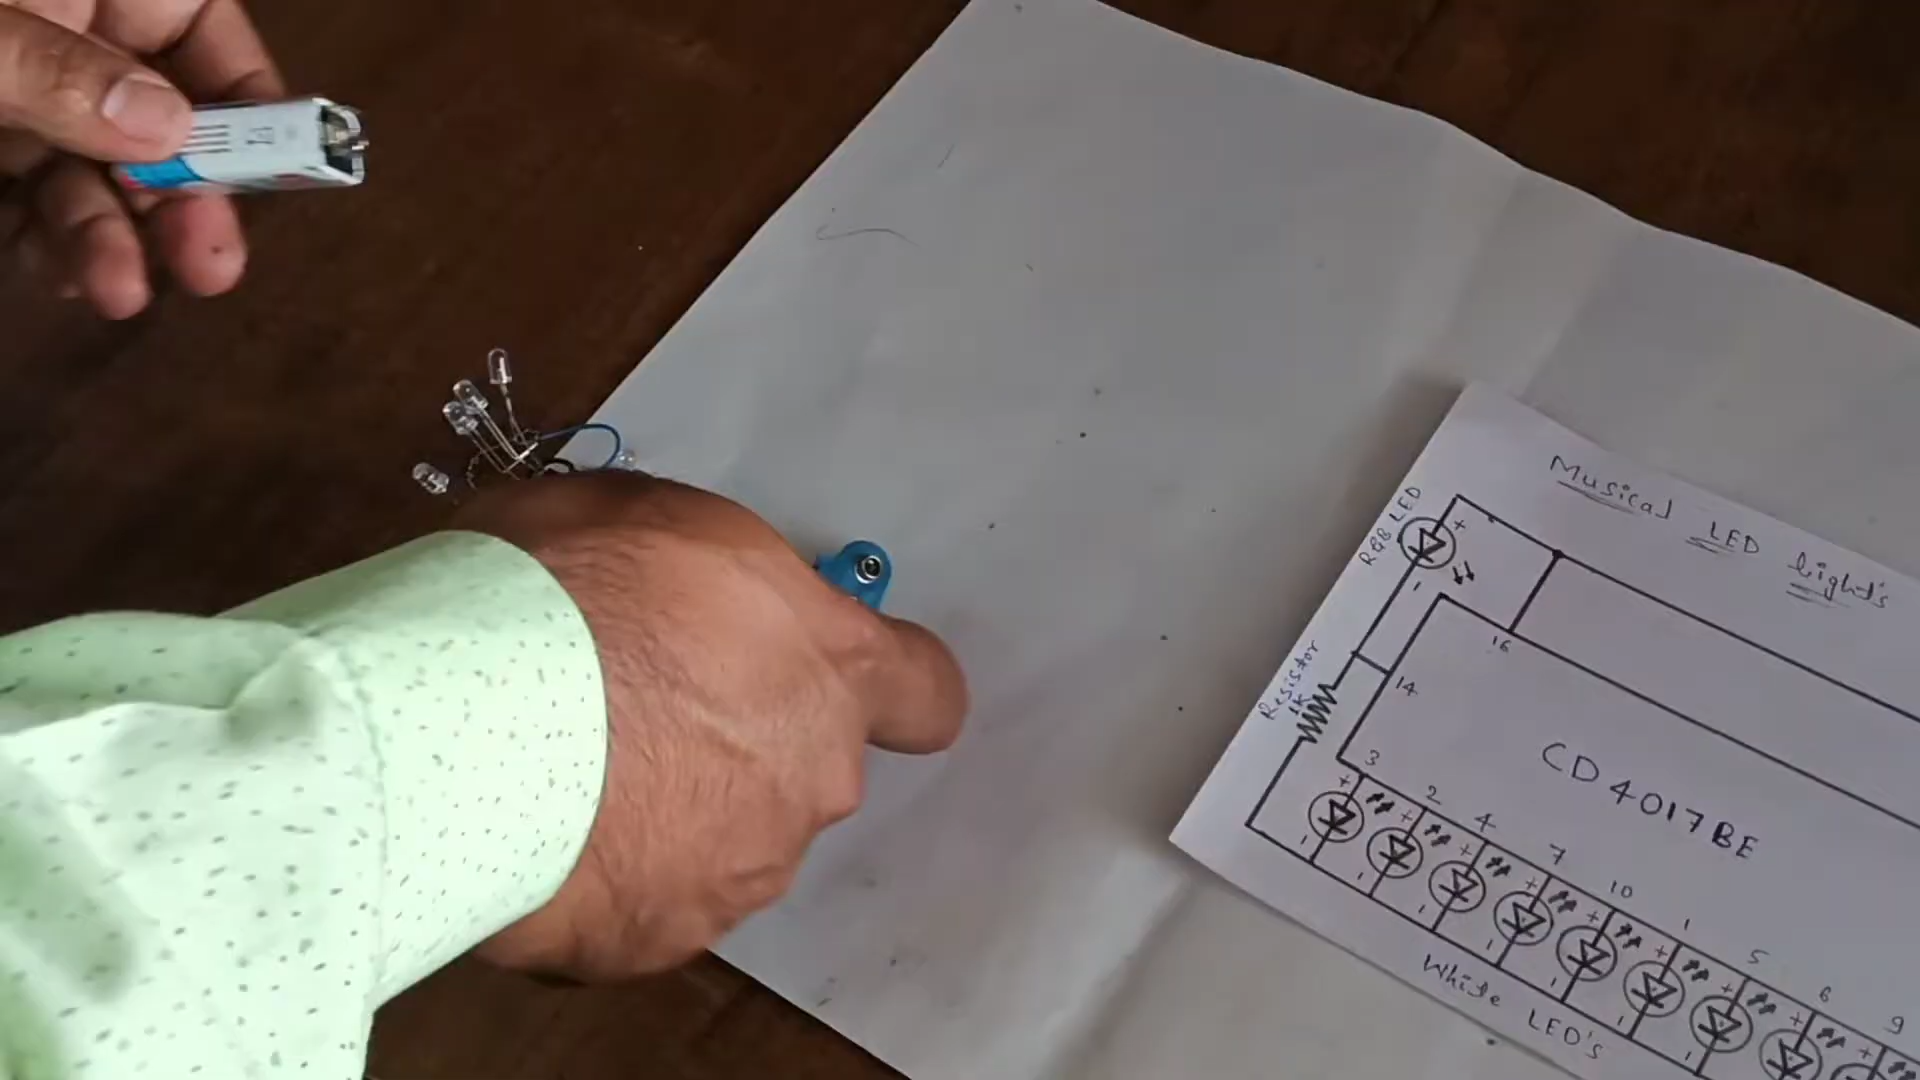 Musical LED light's
RGB LED
+
16
14
Resistor
1K
CD4017BE
3 2 4 7 10 1 5 6 9
White LED's